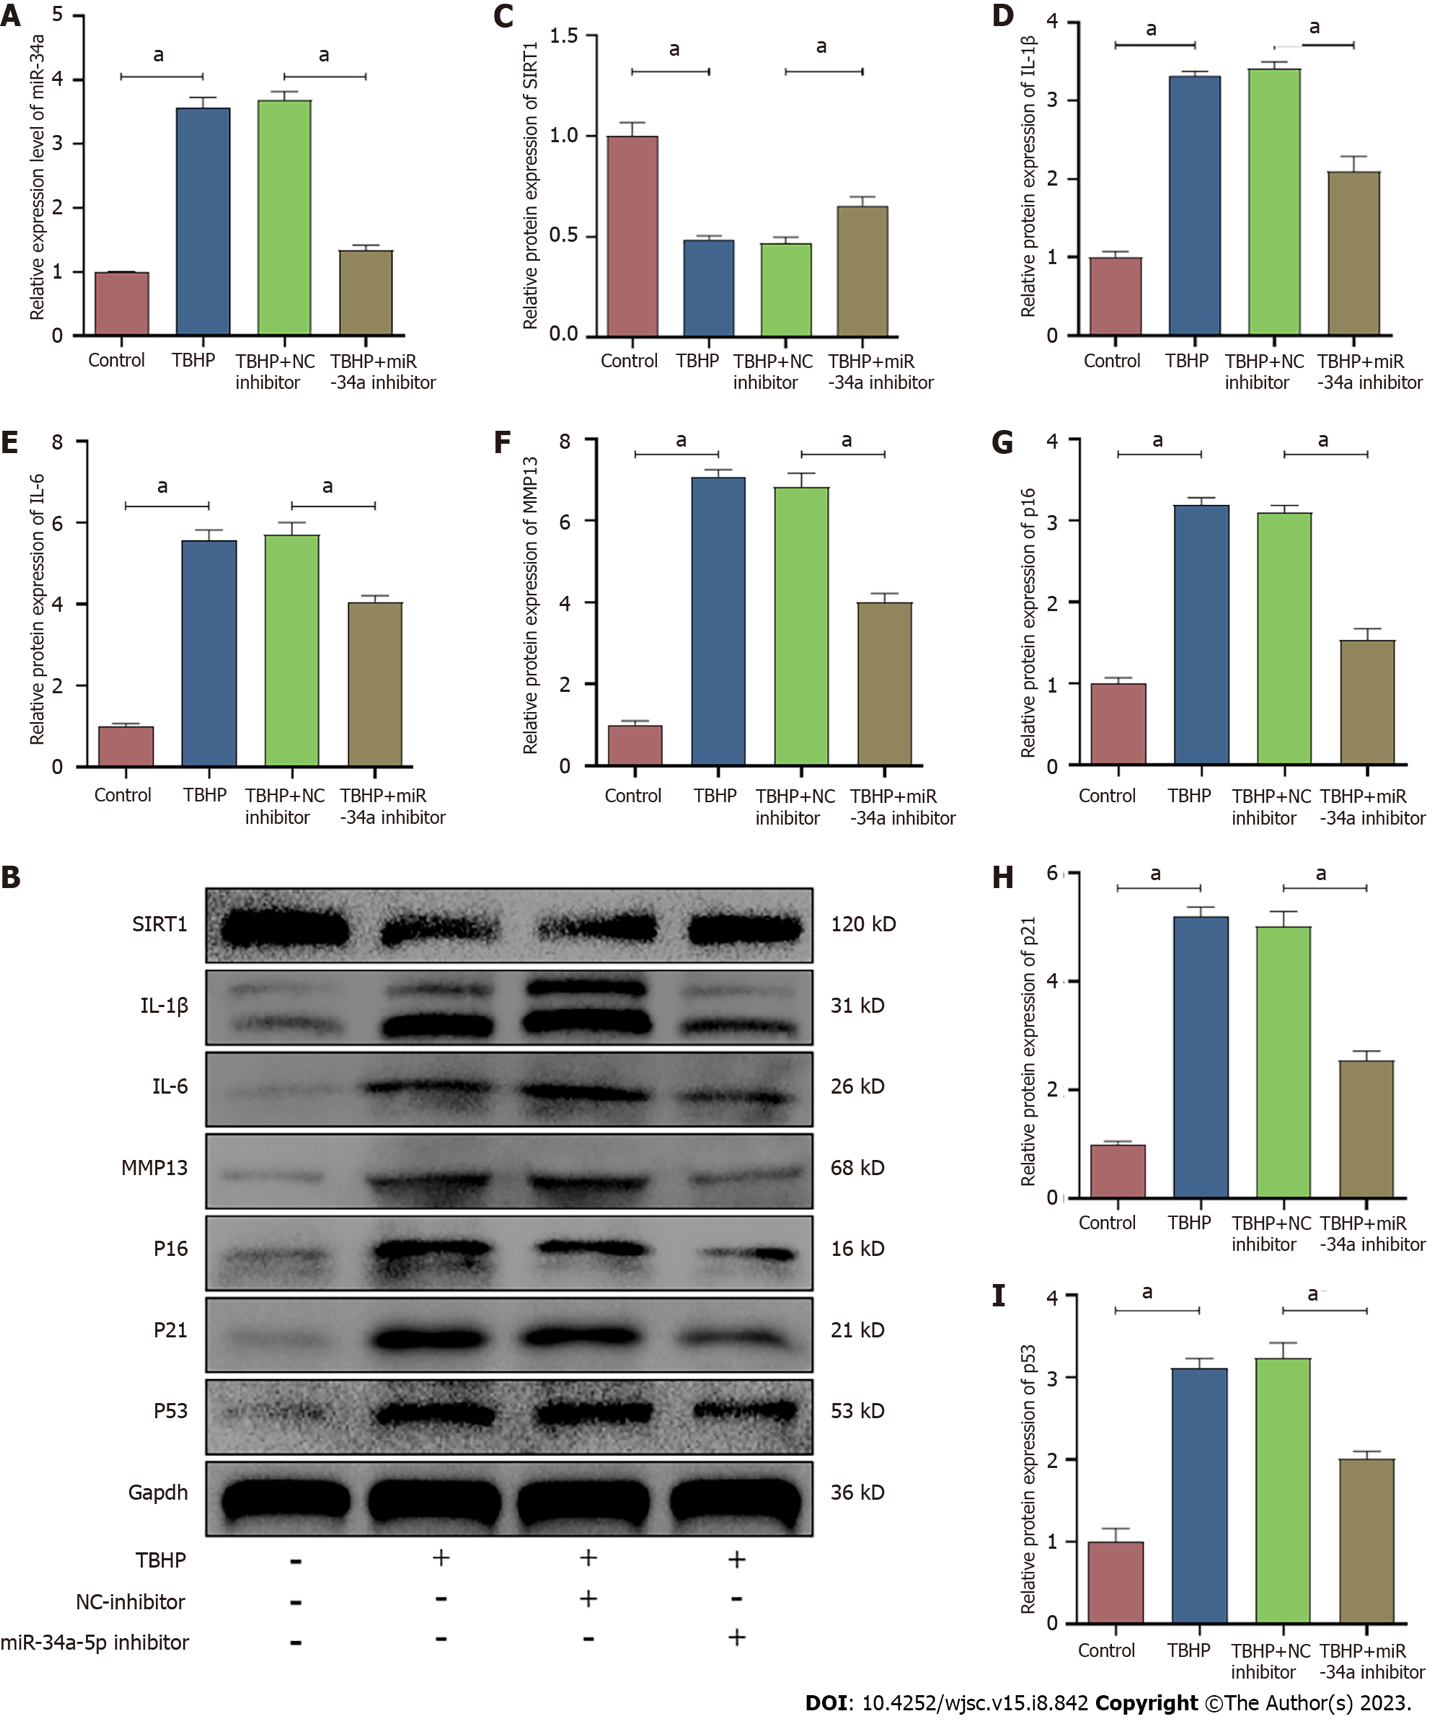 A
Relative expression level of miR-34a
5
4
3
2
1
0
a
a
Control
TBHP
TBHP+NC
inhibitor
TBHP+miR
-34a inhibitor
C
Relative protein expression of SIRT1
1.5
1.0
0.5
0.0
a
a
Control
TBHP
TBHP+NC
inhibitor
TBHP+miR
-34a inhibitor
D
Relative protein expression of IL-1β
4
3
2
1
0
a
a
Control
TBHP
TBHP+NC
inhibitor
TBHP+miR
-34a inhibitor
E
Relative protein expression of IL-6
8
6
4
2
0
a
a
Control
TBHP
TBHP+NC
inhibitor
TBHP+miR
-34a inhibitor
F
Relative protein expression of MMP13
8
6
4
2
0
a
a
Control
TBHP
TBHP+NC
inhibitor
TBHP+miR
-34a inhibitor
G
Relative protein expression of p16
4
3
2
1
0
a
a
Control
TBHP
TBHP+NC
inhibitor
TBHP+miR
-34a inhibitor
B
SIRT1 120 kD
IL-1β 31 kD
IL-6 26 kD
MMP13 68 kD
P16 16 kD
P21 21 kD
P53 53 kD
Gapdh 36 kD
TBHP - + + +
NC-inhibitor - - + -
miR-34a-5p inhibitor - - - +
H
Relative protein expression of p21
6
4
2
0
a
a
Control
TBHP
TBHP+NC
inhibitor
TBHP+miR
-34a inhibitor
I
Relative protein expression of p53
4
3
2
1
0
a
a
Control
TBHP
TBHP+NC
inhibitor
TBHP+miR
-34a inhibitor
DOI: 10.4252/wjsc.v15.i8.842 Copyright ©The Author(s) 2023.